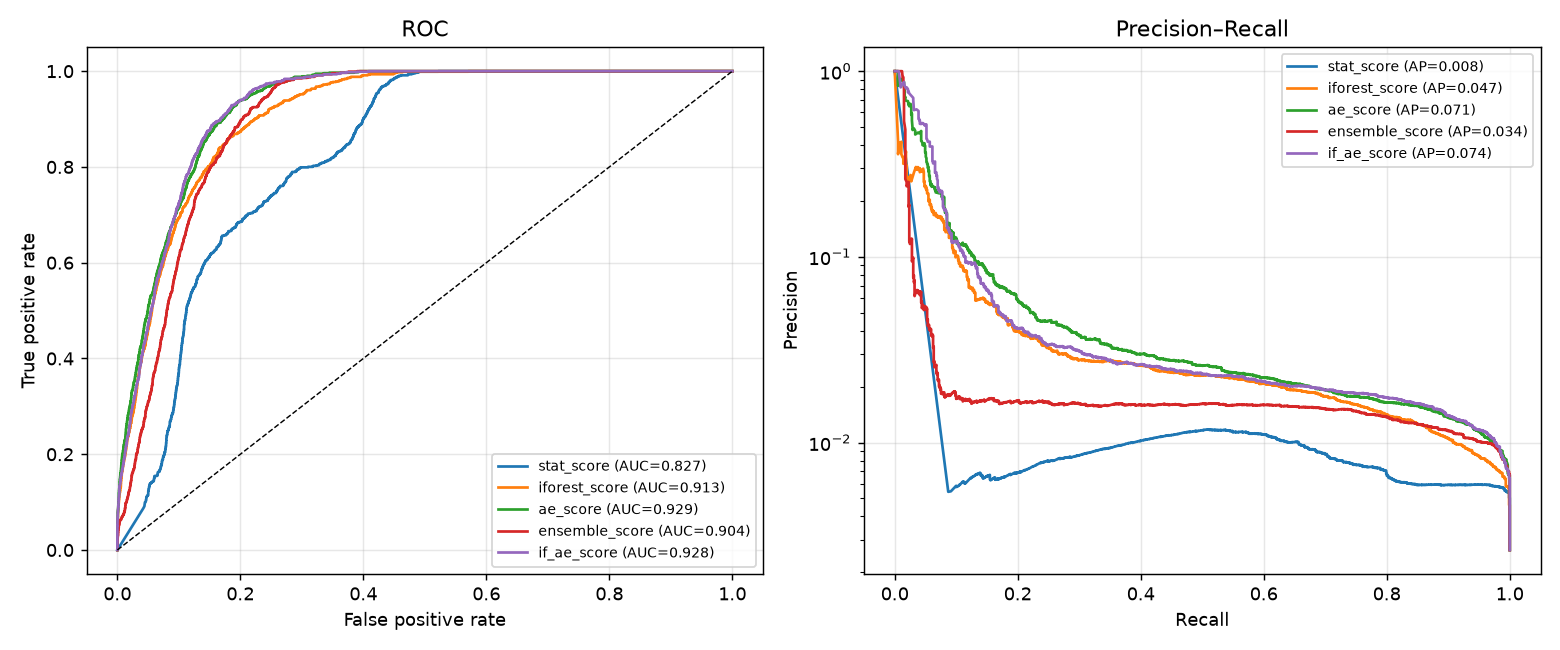 ROC
True positive rate
1.0
0.8
0.6
0.4
0.2
0.0
stat_score (AUC=0.827)
iforest_score (AUC=0.913)
ae_score (AUC=0.929)
ensemble_score (AUC=0.904)
if_ae_score (AUC=0.928)
0.0 0.2 0.4 0.6 0.8 1.0
False positive rate
Precision–Recall
Precision
10⁰
10⁻¹
10⁻²
stat_score (AP=0.008)
iforest_score (AP=0.047)
ae_score (AP=0.071)
ensemble_score (AP=0.034)
if_ae_score (AP=0.074)
0.0 0.2 0.4 0.6 0.8 1.0
Recall